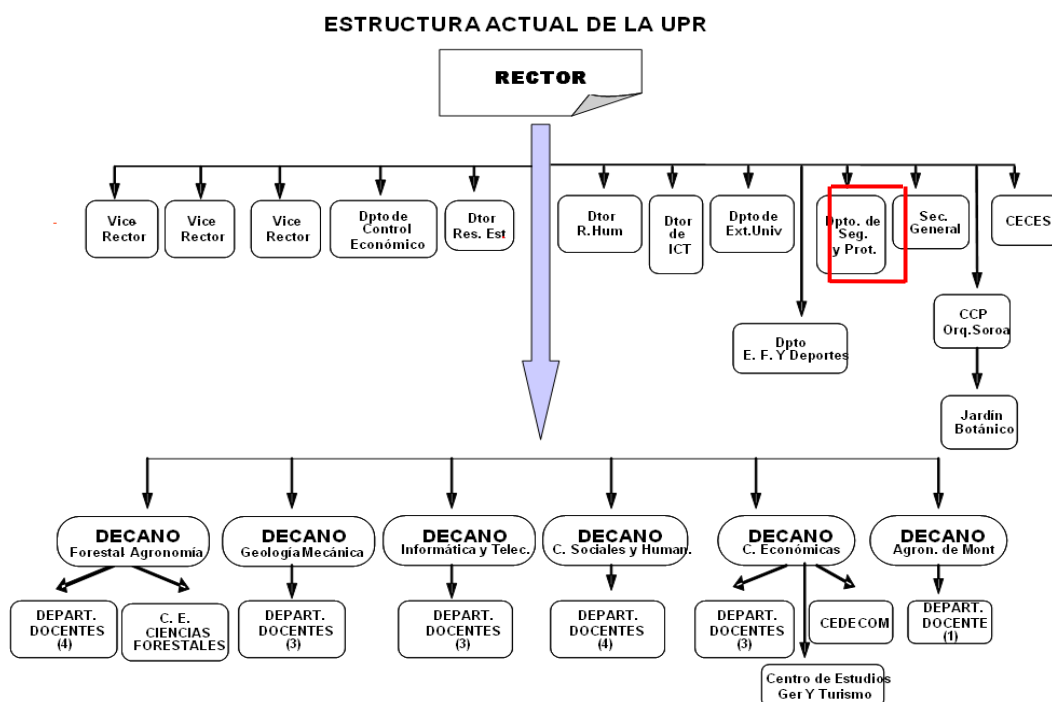 ESTRUCTURA ACTUAL DE LA UPR
RECTOR
Vice-
Rector
Vice
Rector
Vice
Rector
Dpto de
Control
Económico
Dtor
Res. Est
Dtor
R.Hum
Dtor
de
ICT
Dpto de
Ext.Univ
Dpto. de
Seg.
y Prot.
Sec.
General
CECES
Dpto
E. F. Y Deportes
CCP
Orq.Soroa
Jardín
Botánico
DECANO
Forestal- Agronomía
DECANO
Geología Mecánica
DECANO
Informática y Telec.
DECANO
C. Sociales y Human.
DECANO
C. Económicas
DECANO
Agron. de Mont
DEPART.
DOCENTES
(4)
C. E.
CIENCIAS
FORESTALES
DEPART.
DOCENTES
(3)
DEPART.
DOCENTES
(3)
DEPART.
DOCENTES
(4)
DEPART.
DOCENTES
(3)
CEDECOM
DEPART.
DOCENTE
(1)
Centro de Estudios
Ger Y Turismo